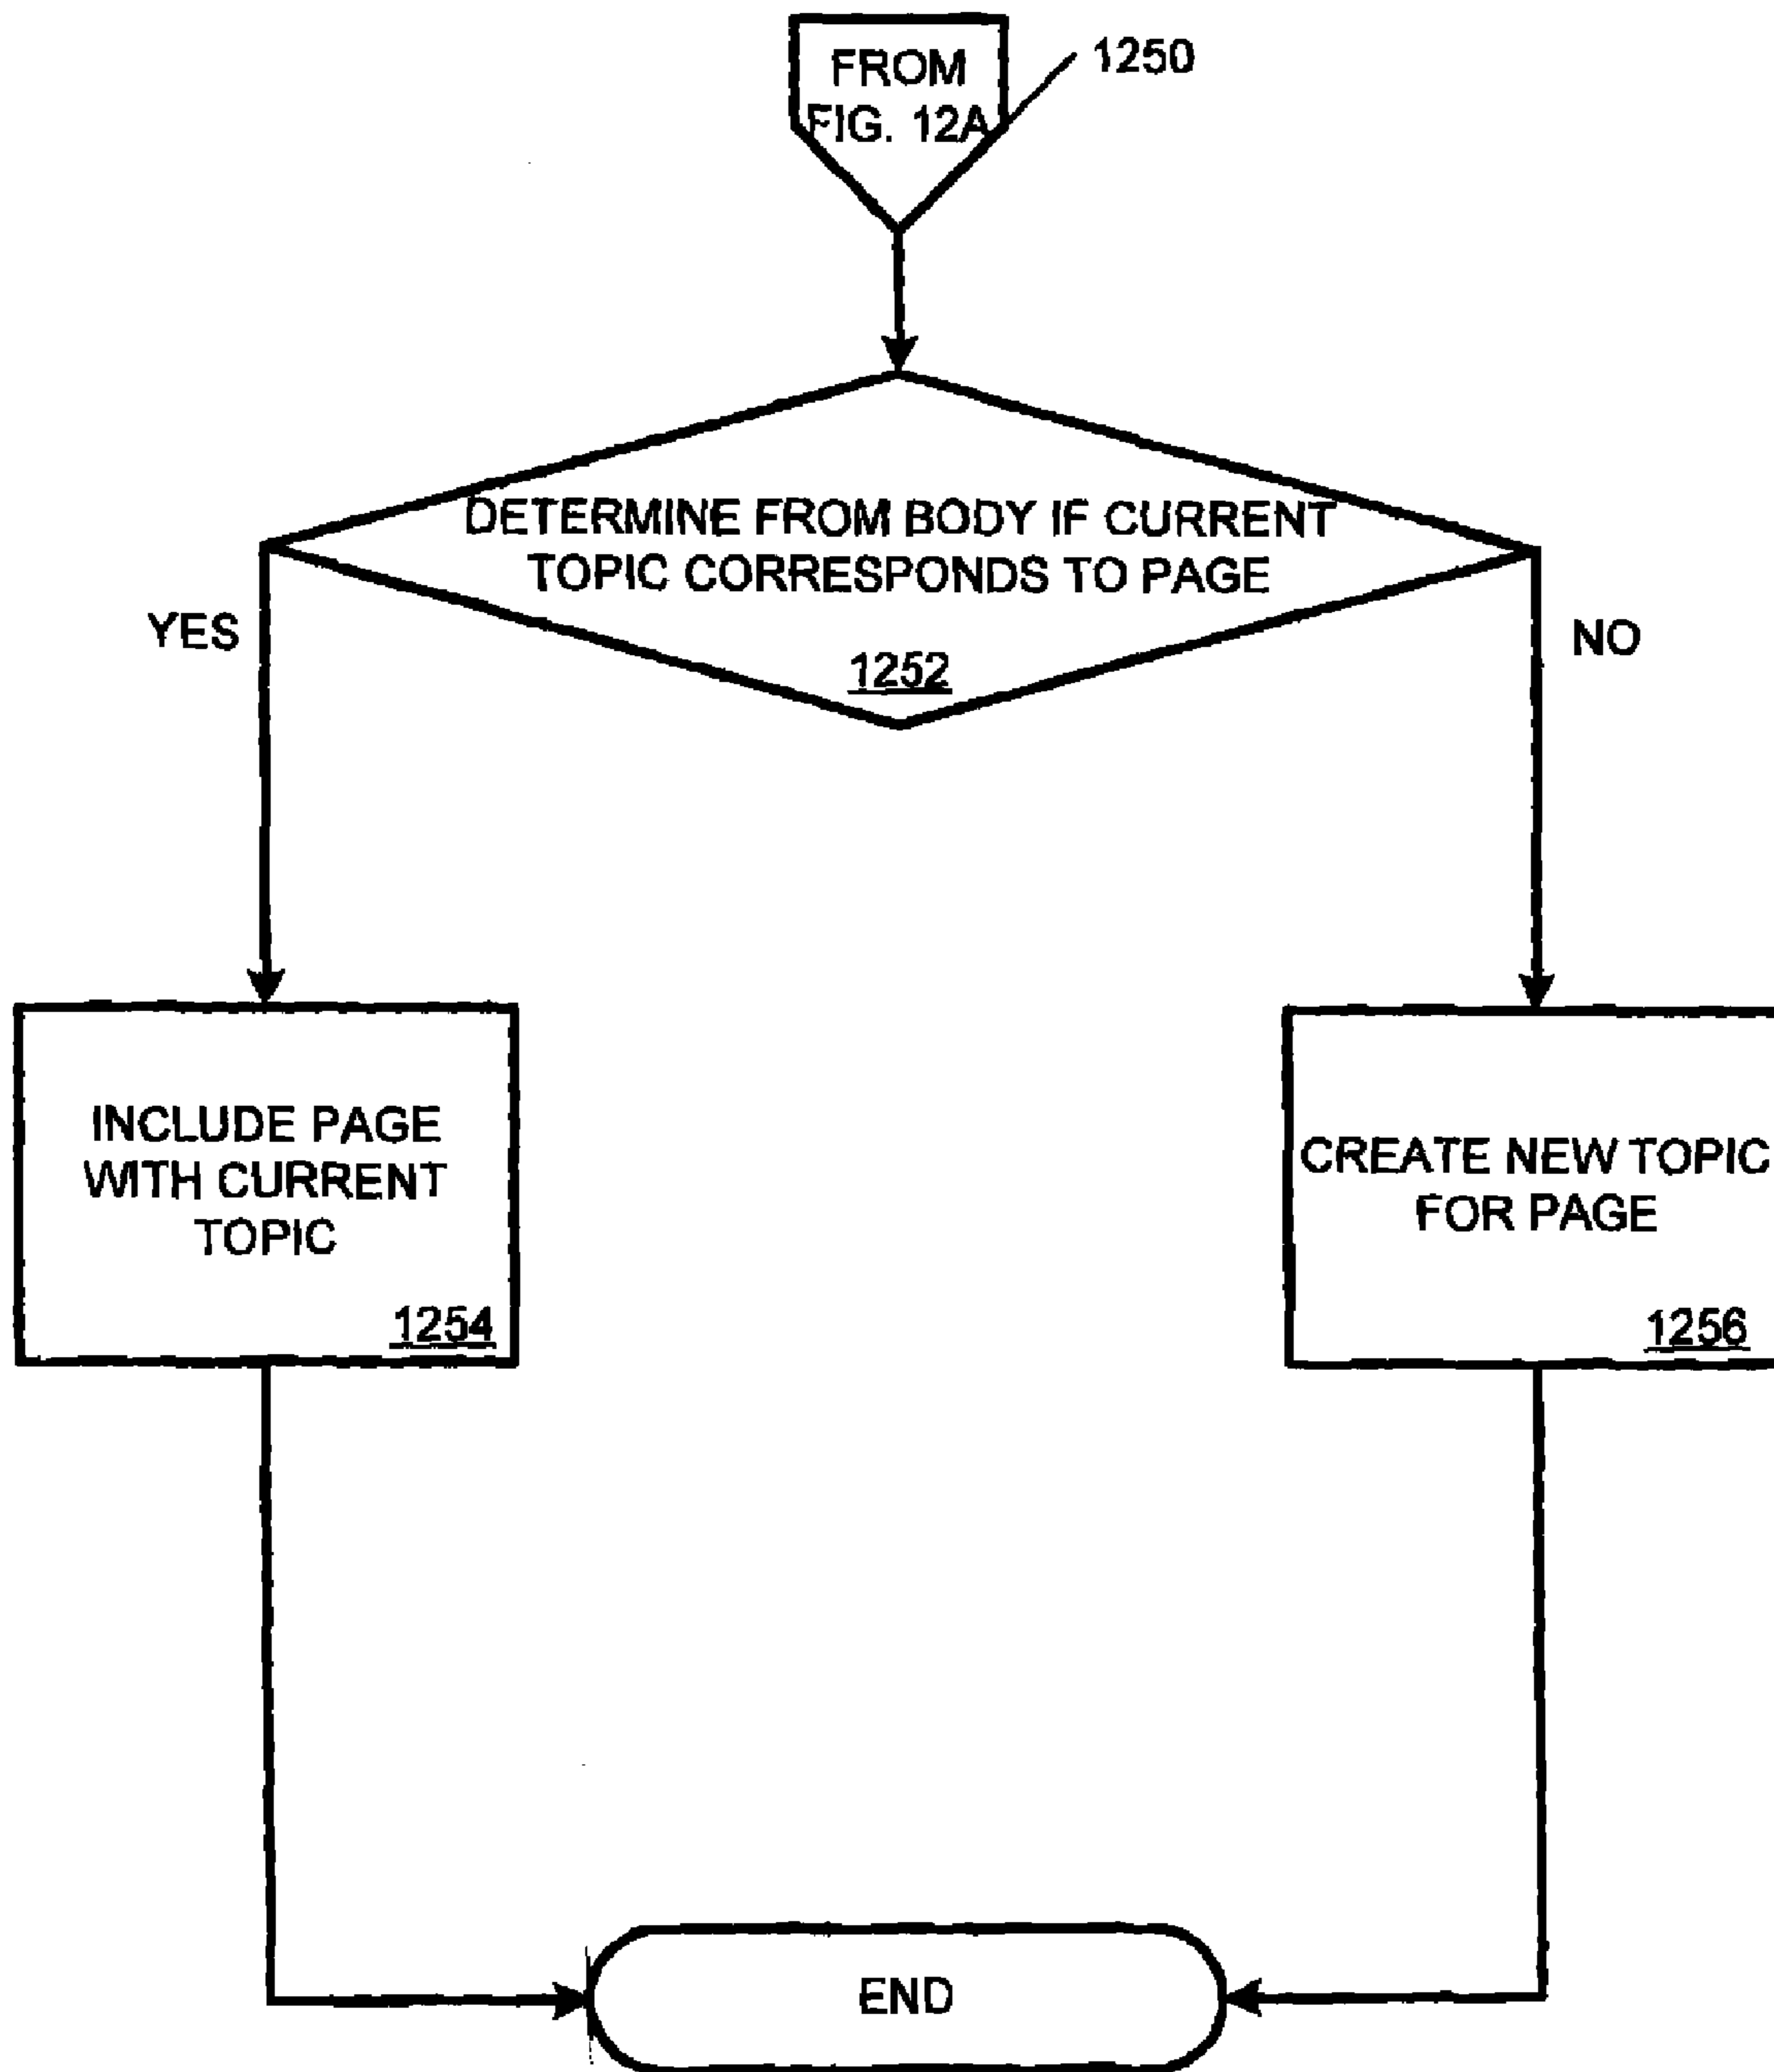 FROM
FIG. 12A
1250
DETERMINE FROM BODY IF CURRENT
TOPIC CORRESPONDS TO PAGE
1252
YES
NO
INCLUDE PAGE
WITH CURRENT
TOPIC
1254
CREATE NEW TOPIC
FOR PAGE
1256
END